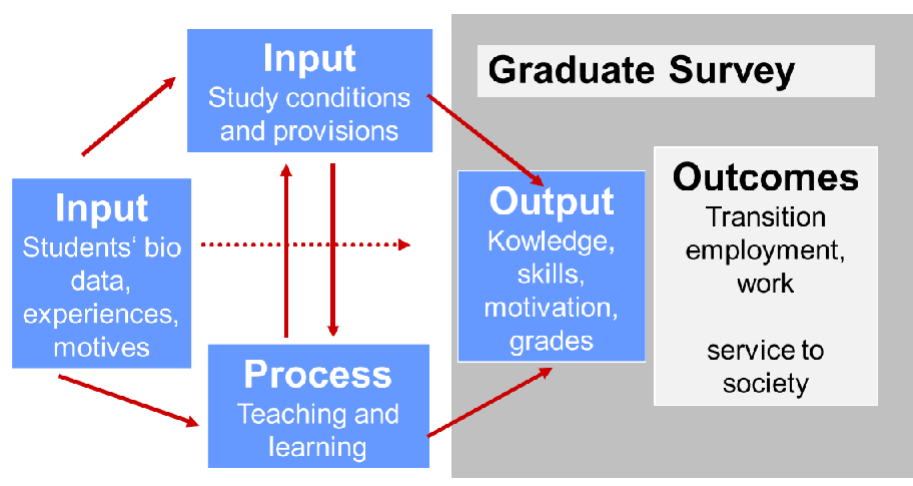 Input
Study conditions
and provisions
Graduate Survey
Input
Students‘ bio
data,
experiences,
motives
Output
Kowledge,
skills,
motivation,
grades
Outcomes
Transition
employment,
work
service to
society
Process
Teaching and
learning